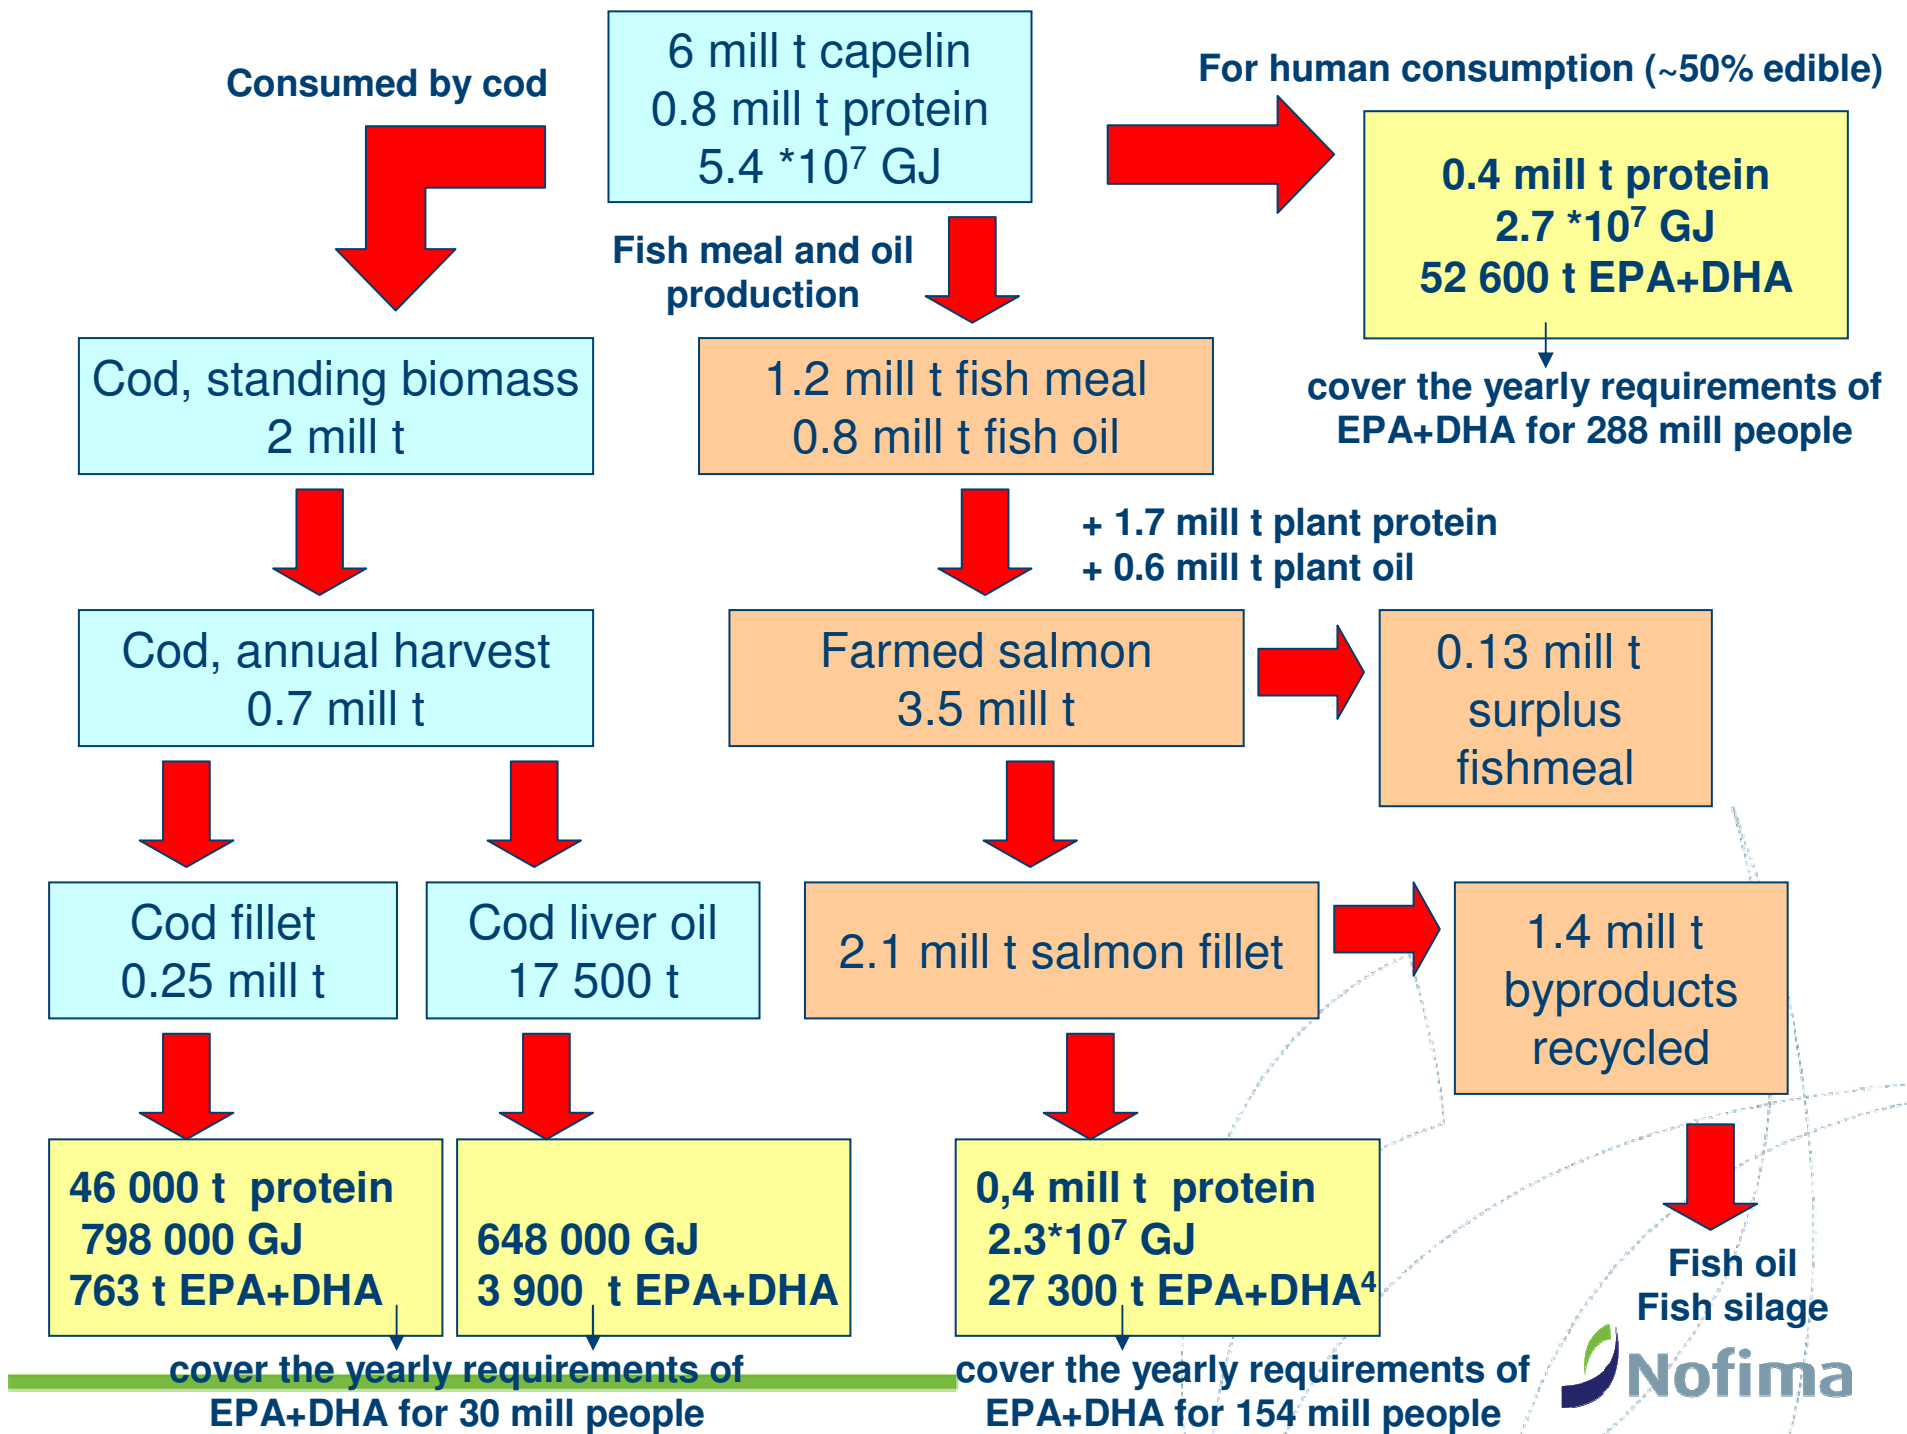 6 mill t capelin
0.8 mill t protein
5.4 *10⁷ GJ
Consumed by cod
For human consumption (~50% edible)
0.4 mill t protein
2.7 *10⁷ GJ
52 600 t EPA+DHA
cover the yearly requirements of
EPA+DHA for 288 mill people
Fish meal and oil
production
Cod, standing biomass
2 mill t
1.2 mill t fish meal
0.8 mill t fish oil
+ 1.7 mill t plant protein
+ 0.6 mill t plant oil
Cod, annual harvest
0.7 mill t
Farmed salmon
3.5 mill t
0.13 mill t
surplus
fishmeal
Cod fillet
0.25 mill t
Cod liver oil
17 500 t
2.1 mill t salmon fillet
1.4 mill t
byproducts
recycled
46 000 t protein
798 000 GJ
763 t EPA+DHA
648 000 GJ
3 900 t EPA+DHA
cover the yearly requirements of
EPA+DHA for 30 mill people
0,4 mill t protein
2.3*10⁷ GJ
27 300 t EPA+DHA⁴
cover the yearly requirements of
EPA+DHA for 154 mill people
Fish oil
Fish silage
Nofima